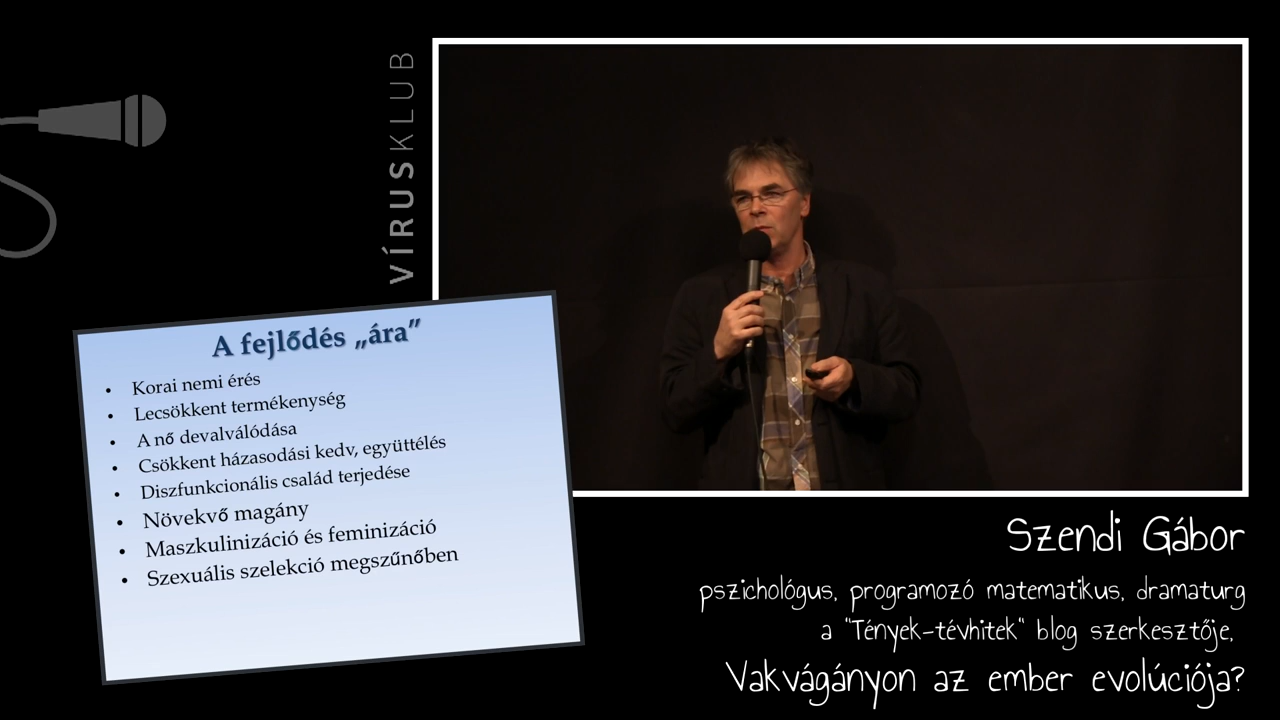 VÍRUSKLUB
A fejlődés „ára”
• Korai nemi érés
• Lecsökkent termékenység
• A nő devalválódása
• Csökkent házasodási kedv, együttélés
• Diszfunkcionális család terjedése
• Növekvő magány
• Maszkulinizáció és feminizáció
• Szexuális szelekció megszűnőben
Szendi Gábor
pszichológus, programozó matematikus, dramaturg
a "Tények-tévhitek" blog szerkesztője,
Vakvágányon az ember evolúciója?